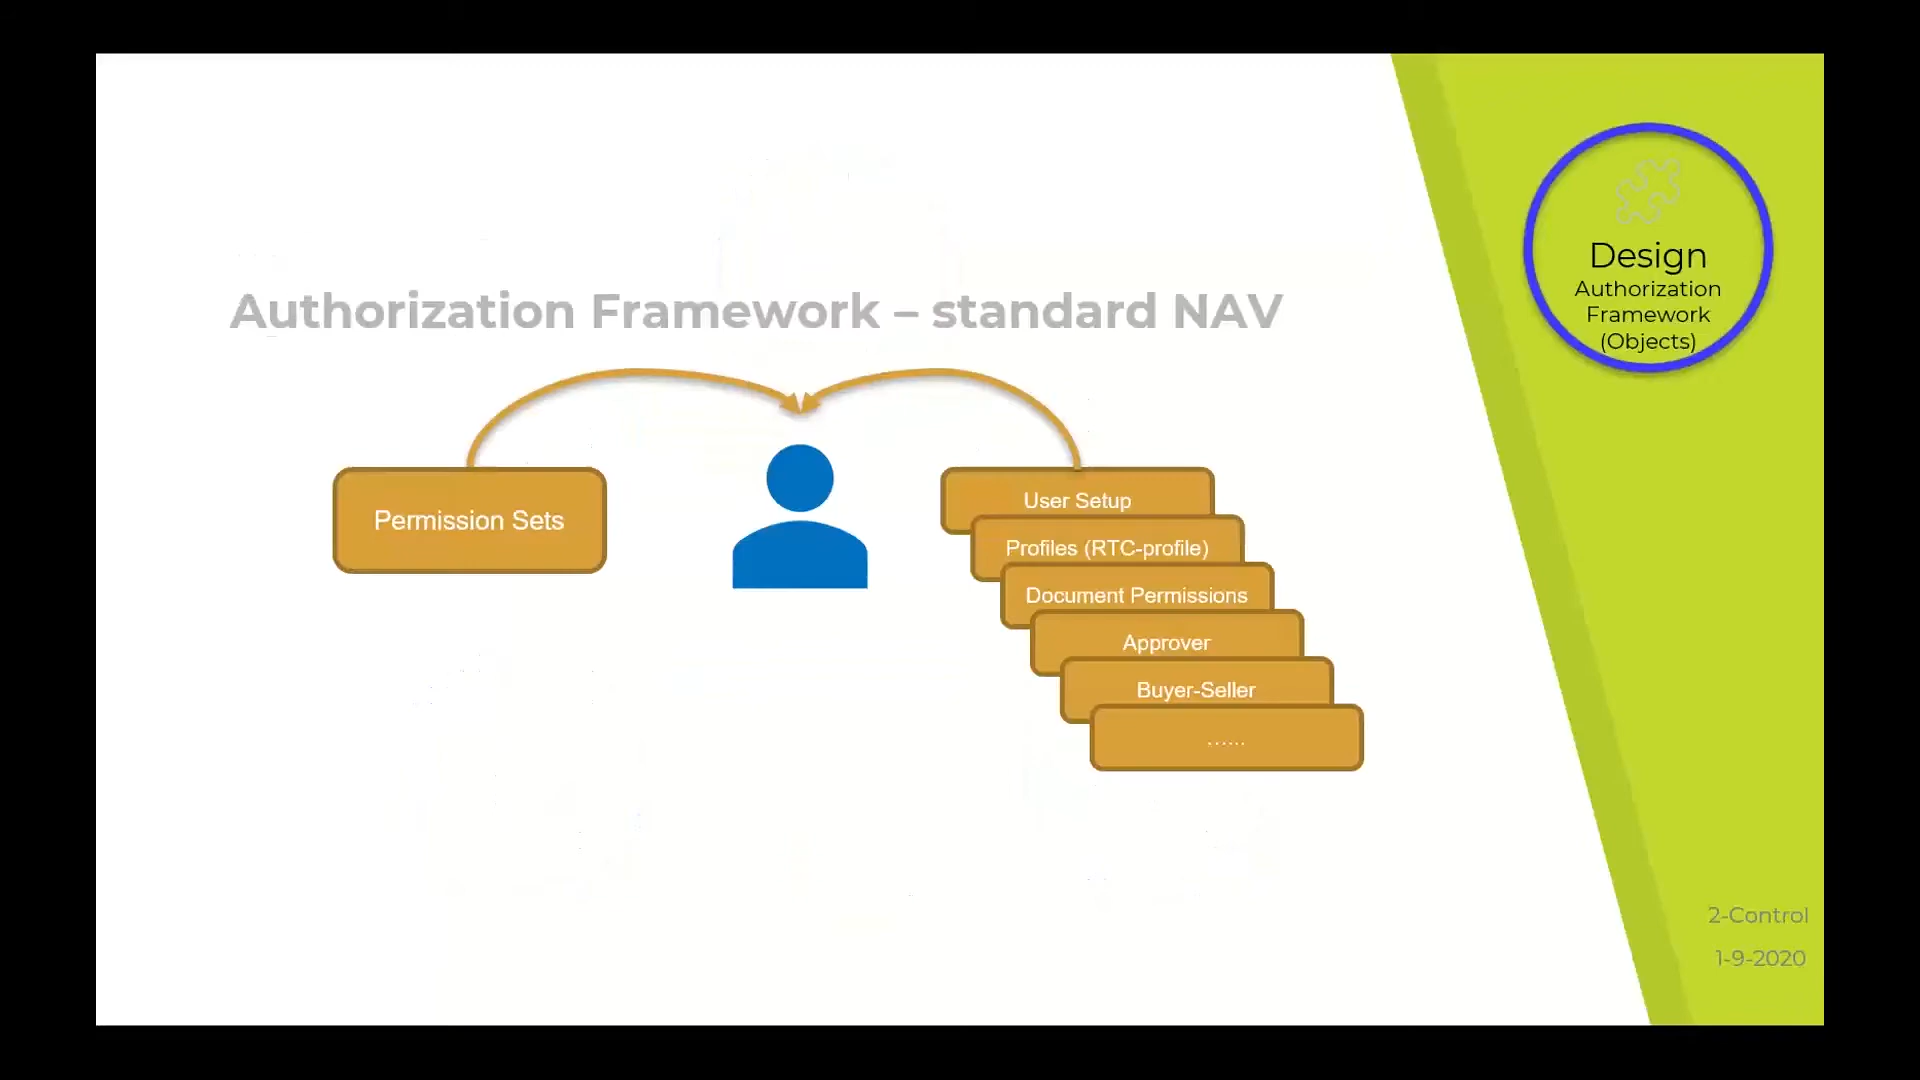 Authorization Framework – standard NAV
Permission Sets
User Setup
Profiles (RTC-profile)
Document Permissions
Approver
Buyer-Seller
......
Design
Authorization
Framework
(Objects)
2-Control
1-9-2020